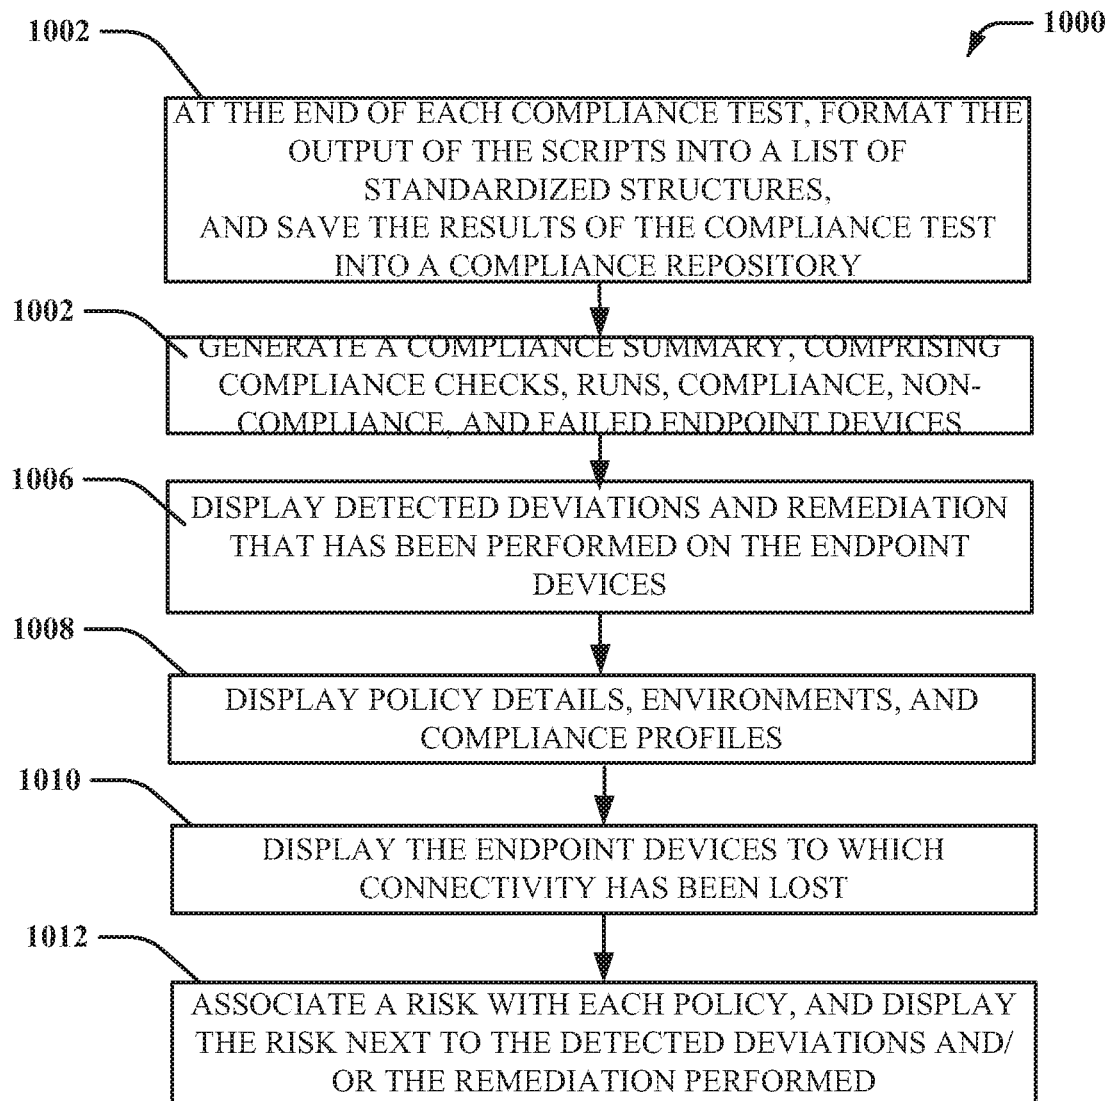 1002
1000
AT THE END OF EACH COMPLIANCE TEST, FORMAT THE
OUTPUT OF THE SCRIPTS INTO A LIST OF
STANDARDIZED STRUCTURES,
AND SAVE THE RESULTS OF THE COMPLIANCE TEST
INTO A COMPLIANCE REPOSITORY
1002
GENERATE A COMPLIANCE SUMMARY, COMPRISING
COMPLIANCE CHECKS, RUNS, COMPLIANCE, NON-
COMPLIANCE, AND FAILED ENDPOINT DEVICES
1006
DISPLAY DETECTED DEVIATIONS AND REMEDIATION
THAT HAS BEEN PERFORMED ON THE ENDPOINT
DEVICES
1008
DISPLAY POLICY DETAILS, ENVIRONMENTS, AND
COMPLIANCE PROFILES
1010
DISPLAY THE ENDPOINT DEVICES TO WHICH
CONNECTIVITY HAS BEEN LOST
1012
ASSOCIATE A RISK WITH EACH POLICY, AND DISPLAY
THE RISK NEXT TO THE DETECTED DEVIATIONS AND/
OR THE REMEDIATION PERFORMED